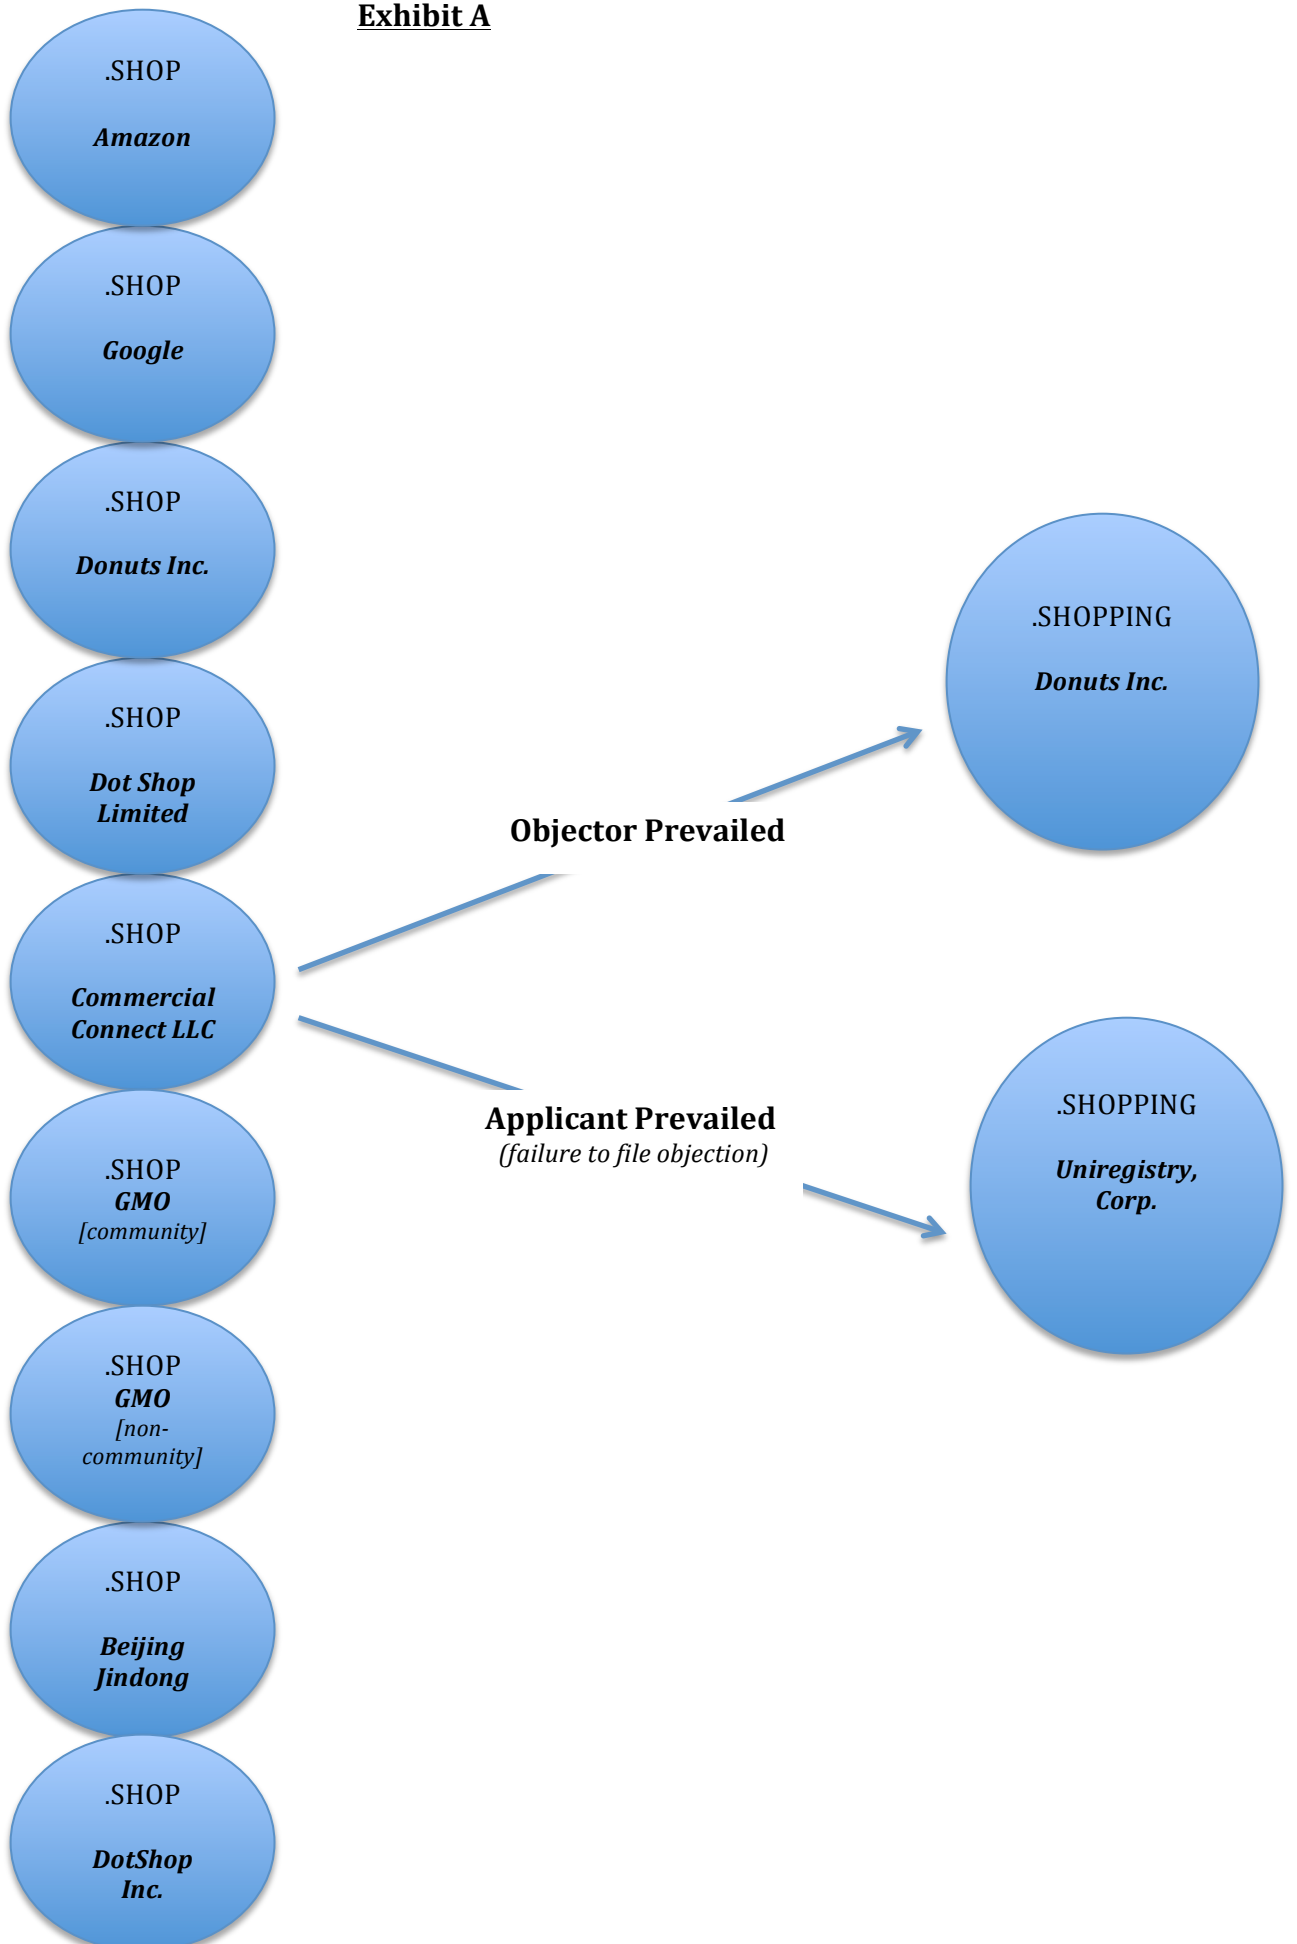 Exhibit A
.SHOP
Amazon
.SHOP
Google
.SHOP
Donuts Inc.
.SHOP
Dot Shop
Limited
.SHOP
Commercial
Connect LLC
.SHOP
GMO
[community]
.SHOP
GMO
[non-
community]
.SHOP
Beijing
Jindong
.SHOP
DotShop
Inc.
Objector Prevailed
Applicant Prevailed
(failure to file objection)
.SHOPPING
Donuts Inc.
.SHOPPING
Uniregistry,
Corp.